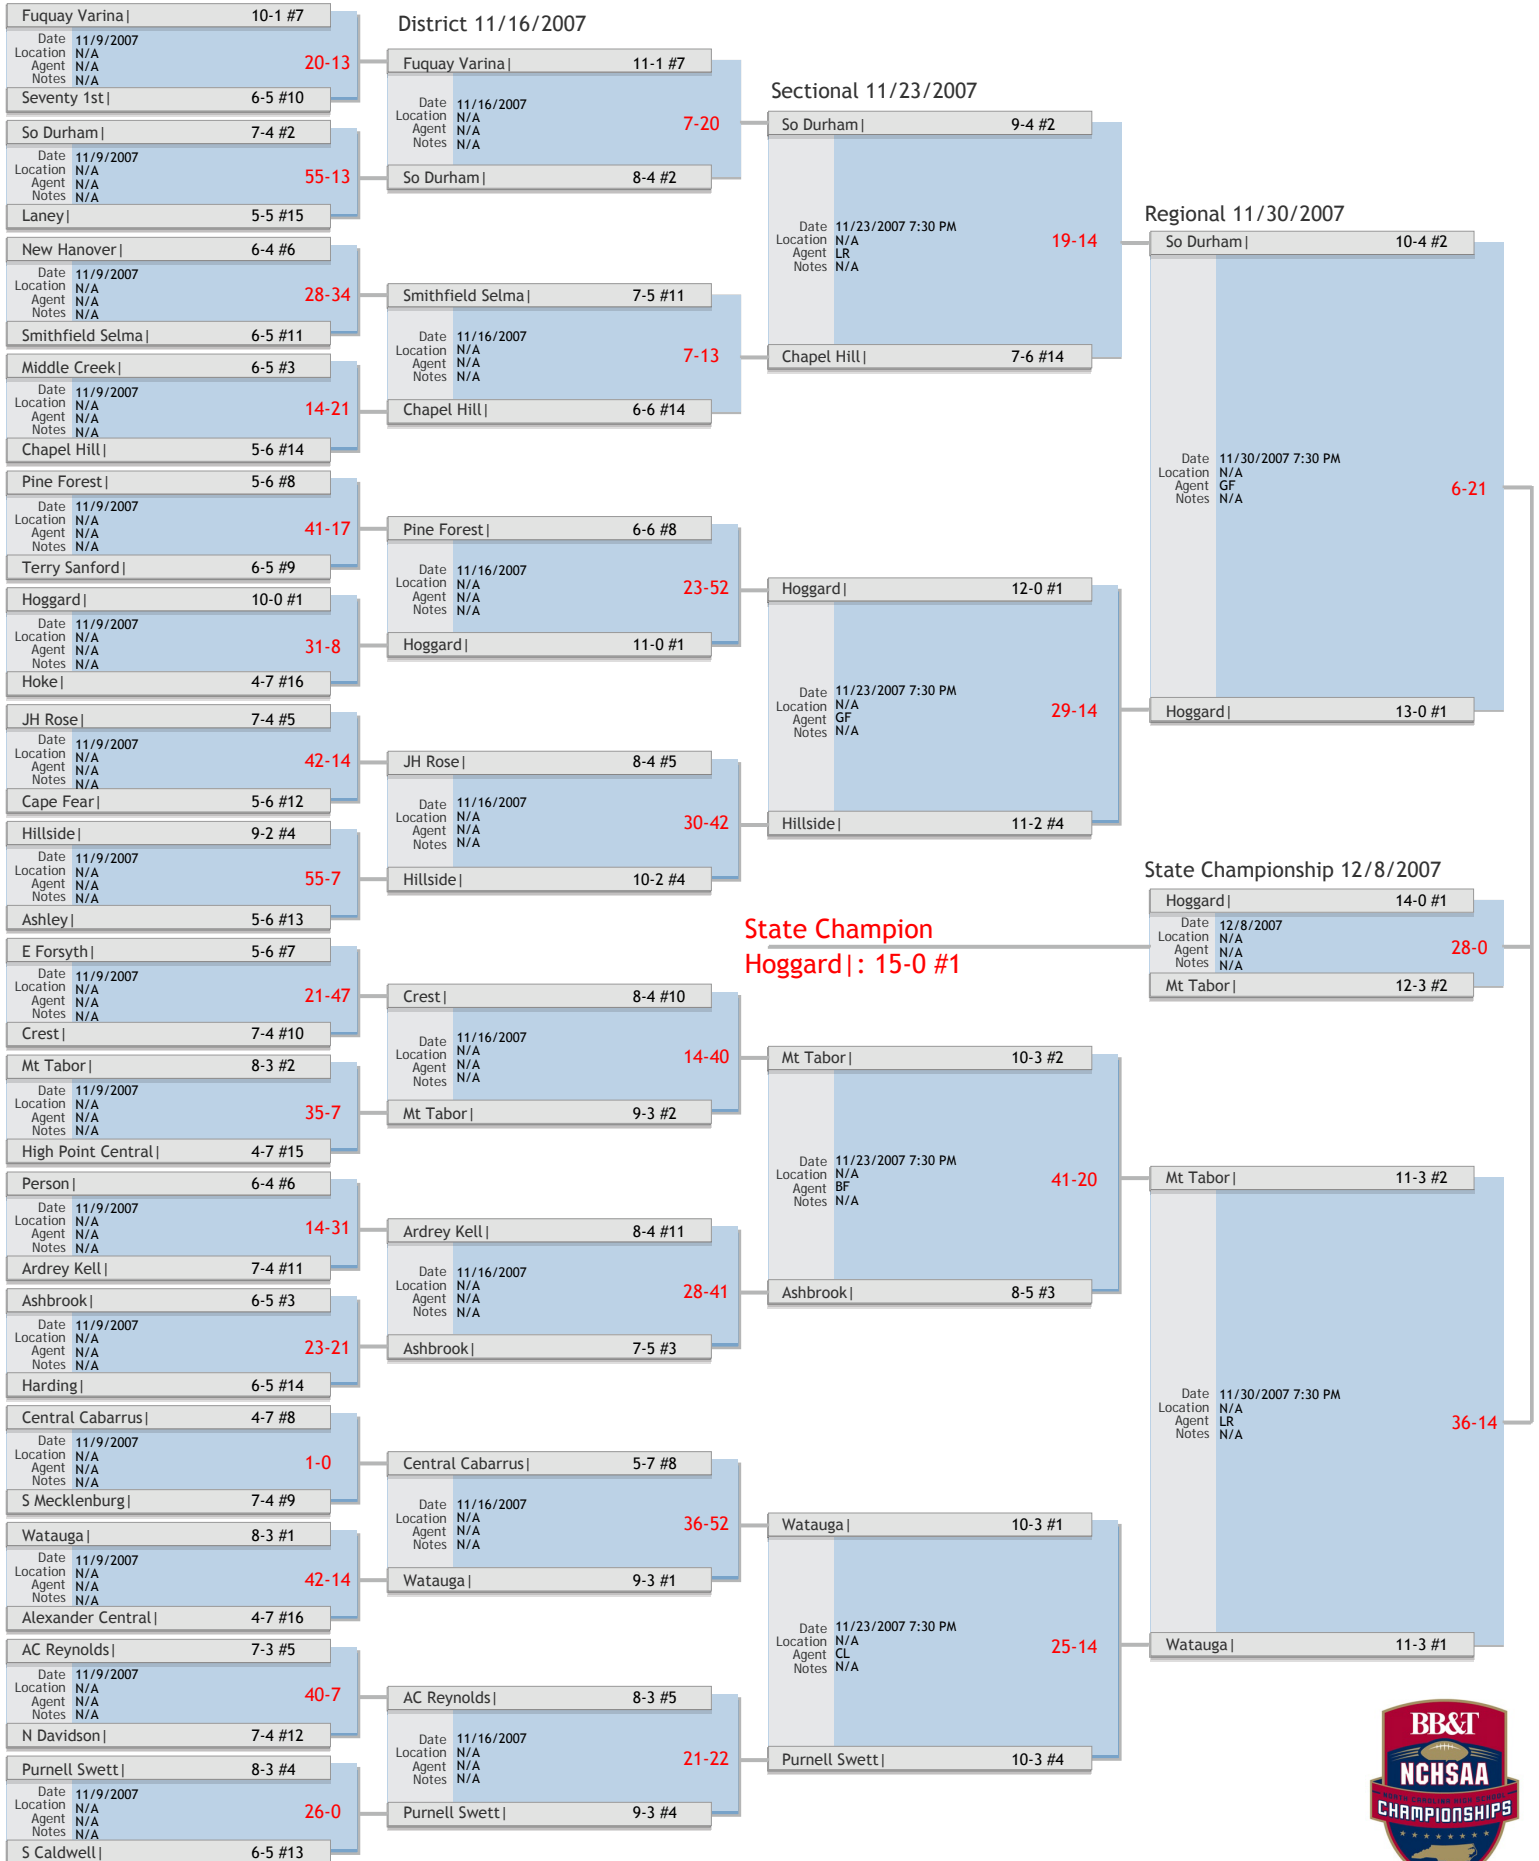 Fuquay Varina| 10-1 #7
Date 11/9/2007
Location N/A
Agent N/A
Notes N/A
20-13
Seventy 1st| 6-5 #10
So Durham| 7-4 #2
Date 11/9/2007
Location N/A
Agent N/A
Notes N/A
55-13
Laney| 5-5 #15
New Hanover| 6-4 #6
Date 11/9/2007
Location N/A
Agent N/A
Notes N/A
28-34
Smithfield Selma| 6-5 #11
Middle Creek| 6-5 #3
Date 11/9/2007
Location N/A
Agent N/A
Notes N/A
14-21
Chapel Hill| 5-6 #14
Pine Forest| 5-6 #8
Date 11/9/2007
Location N/A
Agent N/A
Notes N/A
41-17
Terry Sanford| 6-5 #9
Hoggard| 10-0 #1
Date 11/9/2007
Location N/A
Agent N/A
Notes N/A
31-8
Hoke| 4-7 #16
JH Rose| 7-4 #5
Date 11/9/2007
Location N/A
Agent N/A
Notes N/A
42-14
Cape Fear| 5-6 #12
Hillside| 9-2 #4
Date 11/9/2007
Location N/A
Agent N/A
Notes N/A
55-7
Ashley| 5-6 #13
E Forsyth| 5-6 #7
Date 11/9/2007
Location N/A
Agent N/A
Notes N/A
21-47
Crest| 7-4 #10
Mt Tabor| 8-3 #2
Date 11/9/2007
Location N/A
Agent N/A
Notes N/A
35-7
High Point Central| 4-7 #15
Person| 6-4 #6
Date 11/9/2007
Location N/A
Agent N/A
Notes N/A
14-31
Ardrey Kell| 7-4 #11
Ashbrook| 6-5 #3
Date 11/9/2007
Location N/A
Agent N/A
Notes N/A
23-21
Harding| 6-5 #14
Central Cabarrus| 4-7 #8
Date 11/9/2007
Location N/A
Agent N/A
Notes N/A
1-0
S Mecklenburg| 7-4 #9
Watauga| 8-3 #1
Date 11/9/2007
Location N/A
Agent N/A
Notes N/A
42-14
Alexander Central| 4-7 #16
AC Reynolds| 7-3 #5
Date 11/9/2007
Location N/A
Agent N/A
Notes N/A
40-7
N Davidson| 7-4 #12
Purnell Swett| 8-3 #4
Date 11/9/2007
Location N/A
Agent N/A
Notes N/A
26-0
S Caldwell| 6-5 #13
District 11/16/2007
Fuquay Varina| 11-1 #7
Date 11/16/2007
Location N/A
Agent N/A
Notes N/A
7-20
So Durham| 8-4 #2
Smithfield Selma| 7-5 #11
Date 11/16/2007
Location N/A
Agent N/A
Notes N/A
7-13
Chapel Hill| 6-6 #14
Pine Forest| 6-6 #8
Date 11/16/2007
Location N/A
Agent N/A
Notes N/A
23-52
Hoggard| 11-0 #1
JH Rose| 8-4 #5
Date 11/16/2007
Location N/A
Agent N/A
Notes N/A
30-42
Hillside| 10-2 #4
Crest| 8-4 #10
Date 11/16/2007
Location N/A
Agent N/A
Notes N/A
14-40
Mt Tabor| 9-3 #2
Ardrey Kell| 8-4 #11
Date 11/16/2007
Location N/A
Agent N/A
Notes N/A
28-41
Ashbrook| 7-5 #3
Central Cabarrus| 5-7 #8
Date 11/16/2007
Location N/A
Agent N/A
Notes N/A
36-52
Watauga| 9-3 #1
AC Reynolds| 8-3 #5
Date 11/16/2007
Location N/A
Agent N/A
Notes N/A
21-22
Purnell Swett| 9-3 #4
Sectional 11/23/2007
So Durham| 9-4 #2
Date 11/23/2007 7:30 PM
Location N/A
Agent LR
Notes N/A
19-14
Chapel Hill| 7-6 #14
Hoggard| 12-0 #1
Date 11/23/2007 7:30 PM
Location N/A
Agent GF
Notes N/A
29-14
Hillside| 11-2 #4
State Champion
Hoggard|: 15-0 #1
Mt Tabor| 10-3 #2
Date 11/23/2007 7:30 PM
Location N/A
Agent BF
Notes N/A
41-20
Ashbrook| 8-5 #3
Watauga| 10-3 #1
Date 11/23/2007 7:30 PM
Location N/A
Agent CL
Notes N/A
25-14
Purnell Swett| 10-3 #4
Regional 11/30/2007
So Durham| 10-4 #2
Date 11/30/2007 7:30 PM
Location N/A
Agent GF
Notes N/A
6-21
Hoggard| 13-0 #1
State Championship 12/8/2007
Hoggard| 14-0 #1
Date 12/8/2007
Location N/A
Agent N/A
Notes N/A
28-0
Mt Tabor| 12-3 #2
Mt Tabor| 11-3 #2
Date 11/30/2007 7:30 PM
Location N/A
Agent LR
Notes N/A
36-14
Watauga| 11-3 #1
BB&T
NCHSAA
NORTH CAROLINA HIGH SCHOOL
CHAMPIONSHIPS